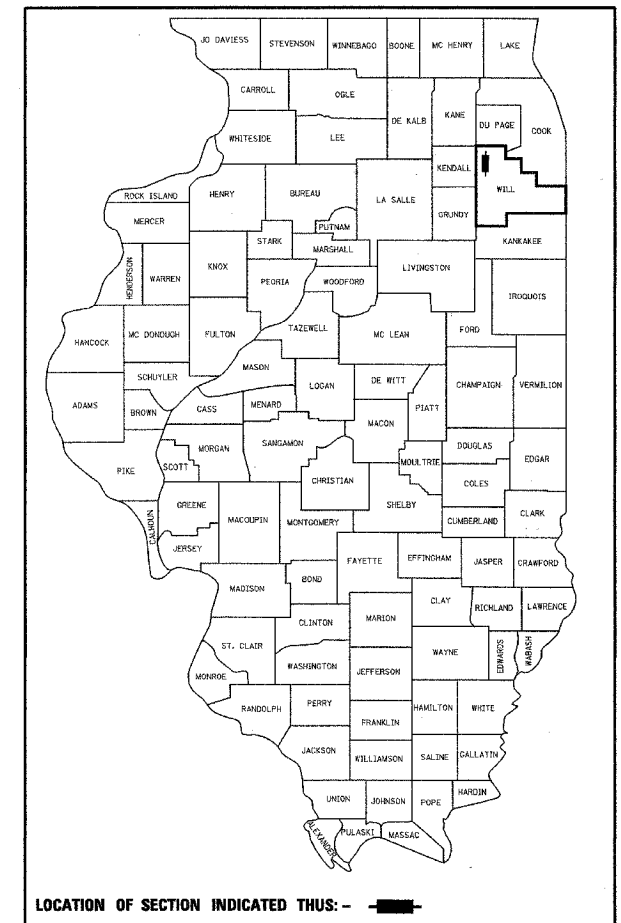 JO DAVIESS STEVENSON WINNEBAGO BOONE MC HENRY LAKE
CARROLL OGLE DE KALB KANE DU PAGE COOK
WHITESIDE LEE KENDALL WILL
ROCK ISLAND HENRY BUREAU PUTNAM LA SALLE GRUNDY
MERCER STARK MARSHALL KANKAKEE
HENDERSON WARREN KNOX PEORIA WOODFORD LIVINGSTON IROQUOIS
HANCOCK MC DONOUGH FULTON TAZEWELL MC LEAN FORD
SCHUYLER MASON LOGAN DE WITT CHAMPAIGN VERMILION
ADAMS BROWN CASS MENARD MACON PIATT
PIKE SCOTT MORGAN SANGAMON CHRISTIAN MOULTRIE DOUGLAS EDGAR
COLES
CALHOUN GREENE MACOUPIN MONTGOMERY SHELBY CUMBERLAND CLARK
JERSEY FAYETTE EFFINGHAM JASPER CRAWFORD
MADISON BOND CLAY RICHLAND LAWRENCE
CLINTON MARION
ST. CLAIR WASHINGTON JEFFERSON WAYNE EDWARDS WABASH
MONROE
RANDOLPH PERRY FRANKLIN HAMILTON WHITE
JACKSON WILLIAMSON SALINE GALLATIN
UNION JOHNSON POPE HARDIN
ALEXANDER PULASKI MASSAC
LOCATION OF SECTION INDICATED THUS: -